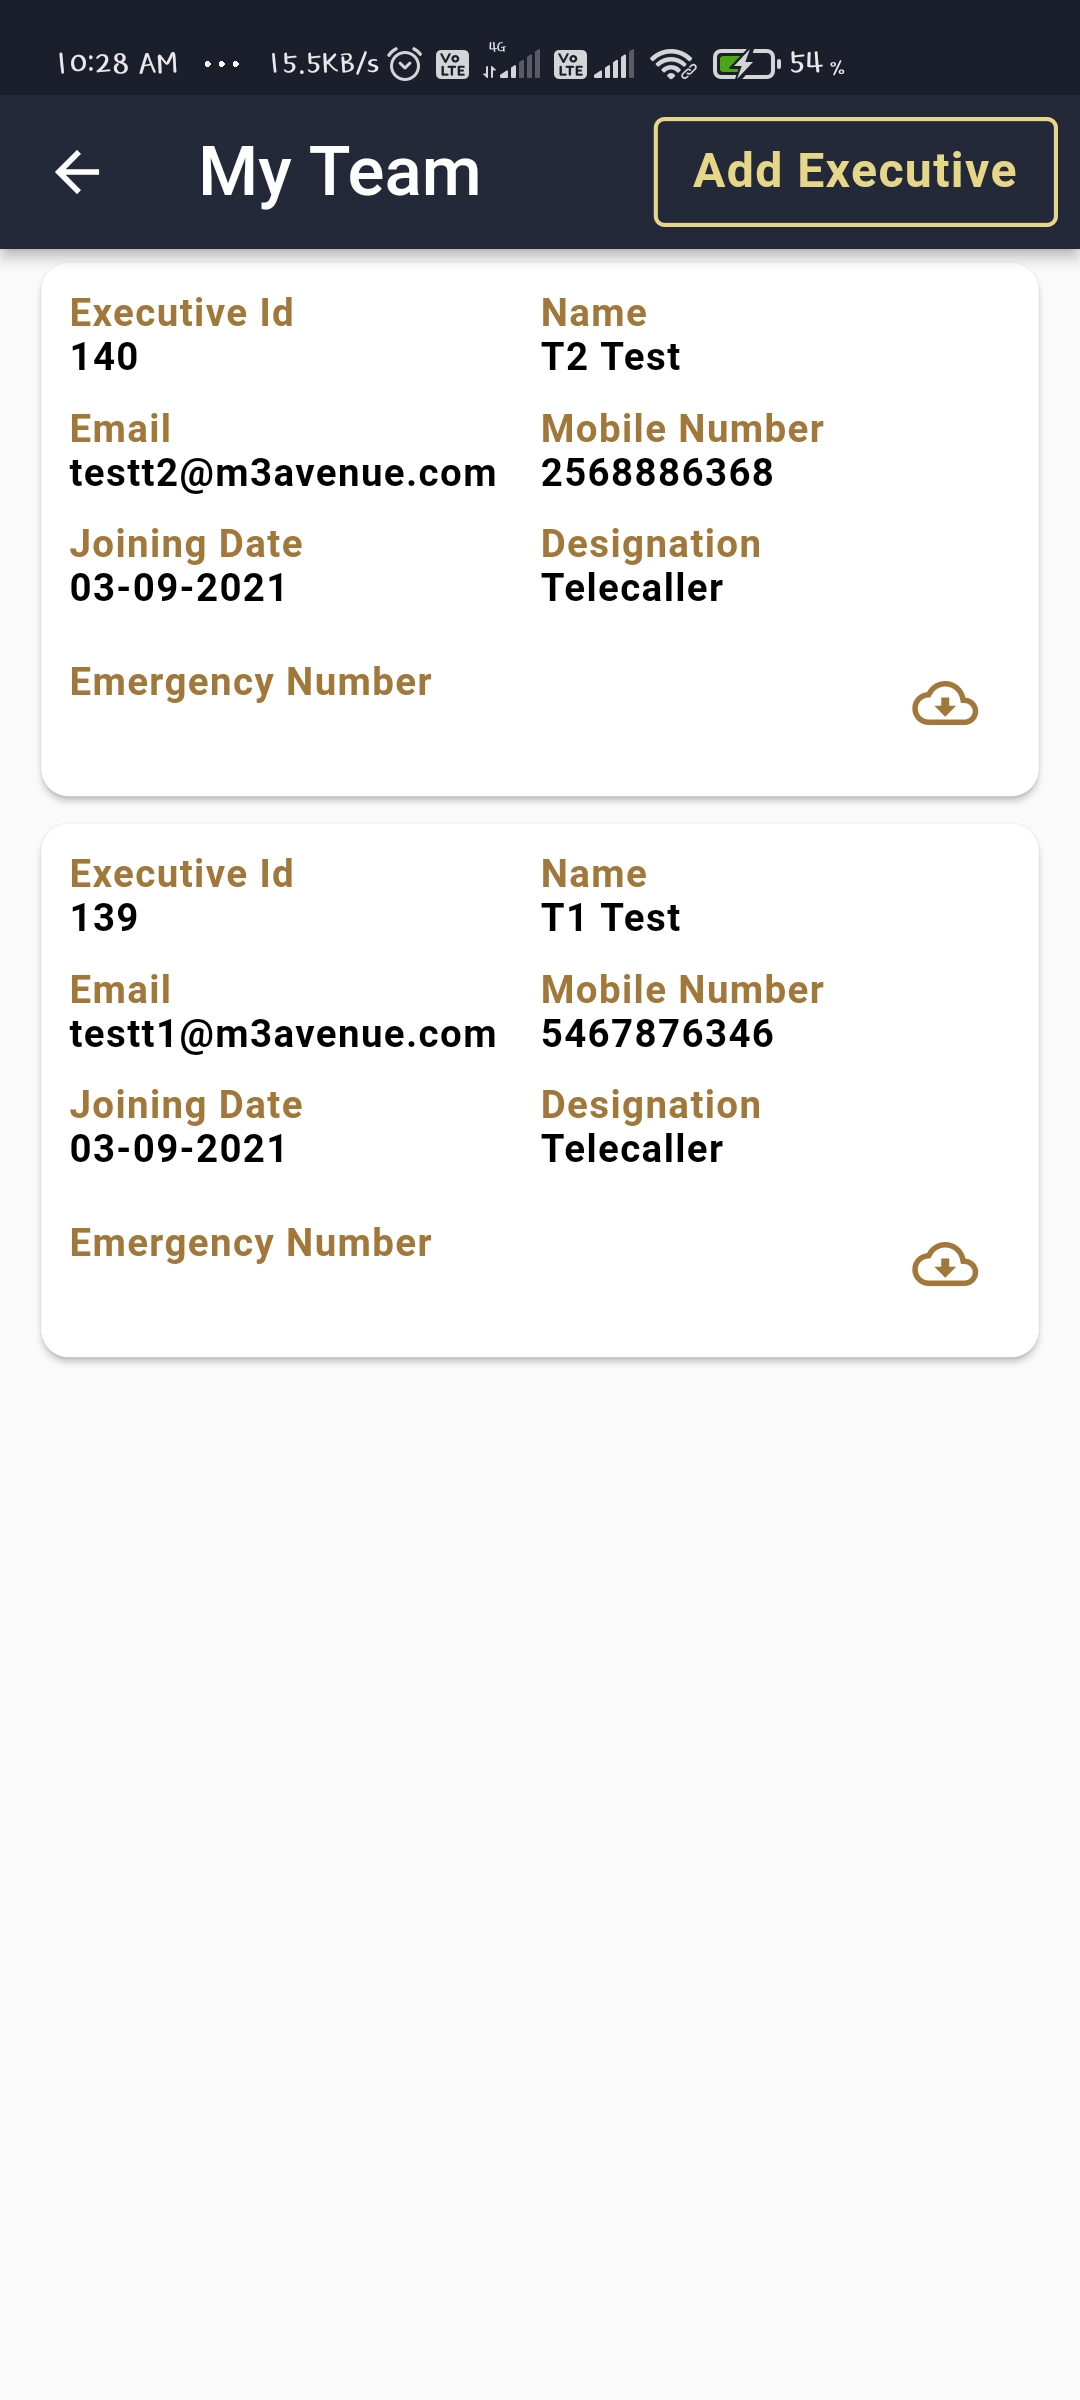 10:28 AM ... 15.5KB/s Vo LTE 4G Vo LTE 54 %
My Team
Add Executive
Executive Id
140
Name
T2 Test
Email
testt2@m3avenue.com
Mobile Number
2568886368
Joining Date
03-09-2021
Designation
Telecaller
Emergency Number
Executive Id
139
Name
T1 Test
Email
testt1@m3avenue.com
Mobile Number
5467876346
Joining Date
03-09-2021
Designation
Telecaller
Emergency Number